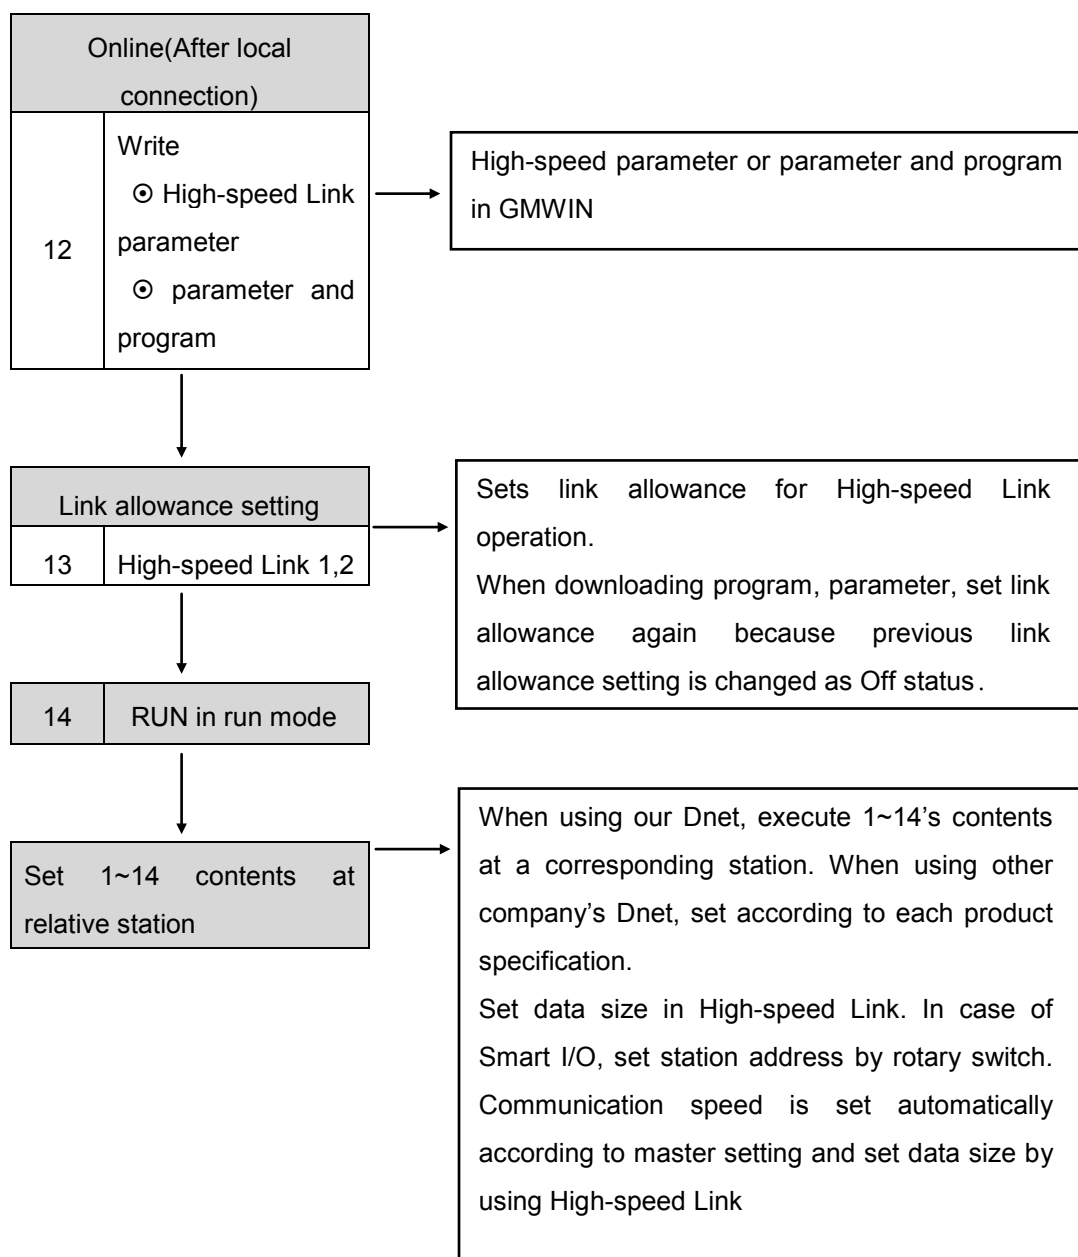 Online(After local
connection)
12
Write
⊙ High-speed Link
parameter
⊙ parameter and
program
High-speed parameter or parameter and program
in GMWIN
Link allowance setting
13
High-speed Link 1,2
Sets link allowance for High-speed Link
operation.
When downloading program, parameter, set link
allowance again because previous link
allowance setting is changed as Off status.
14
RUN in run mode
Set 1~14 contents at
relative station
When using our Dnet, execute 1~14’s contents
at a corresponding station. When using other
company’s Dnet, set according to each product
specification.
Set data size in High-speed Link. In case of
Smart I/O, set station address by rotary switch.
Communication speed is set automatically
according to master setting and set data size by
using High-speed Link